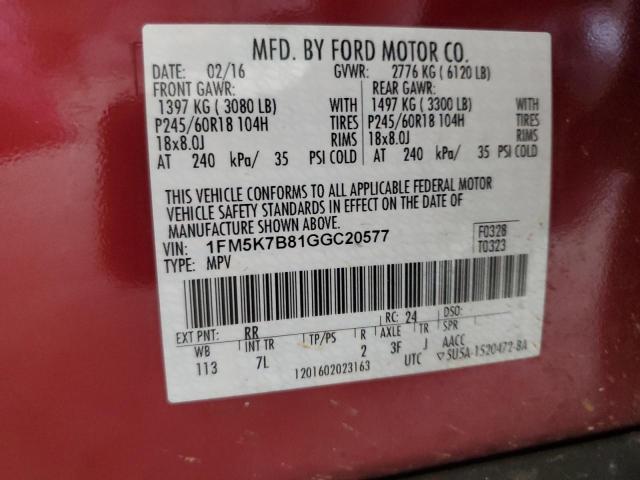 MFD. BY FORD MOTOR CO.
DATE: 02/16 GVWR: 2776 KG ( 6120 LB)
FRONT GAWR: REAR GAWR:
1397 KG ( 3080 LB) WITH 1497 KG ( 3300 LB) WITH
P245/60R18 104H TIRES P245/60R18 104H TIRES
18x8.0J RIMS 18x8.0J RIMS
AT 240 kPa/ 35 PSI COLD AT 240 kPa/ 35 PSI COLD
THIS VEHICLE CONFORMS TO ALL APPLICABLE FEDERAL MOTOR
VEHICLE SAFETY STANDARDS IN EFFECT ON THE DATE OF
MANUFACTURE SHOWN ABOVE.
VIN: 1FM5K7B81GGC20577 F0328
TYPE: MPV T0323
EXT PNT: RR RC: 24 DSO:
WB INT TR TP/PS R AXLE TR SPR
113 7L 2 3F J AACC
1201602023163 UTC ▽5U5A-1520472-BA